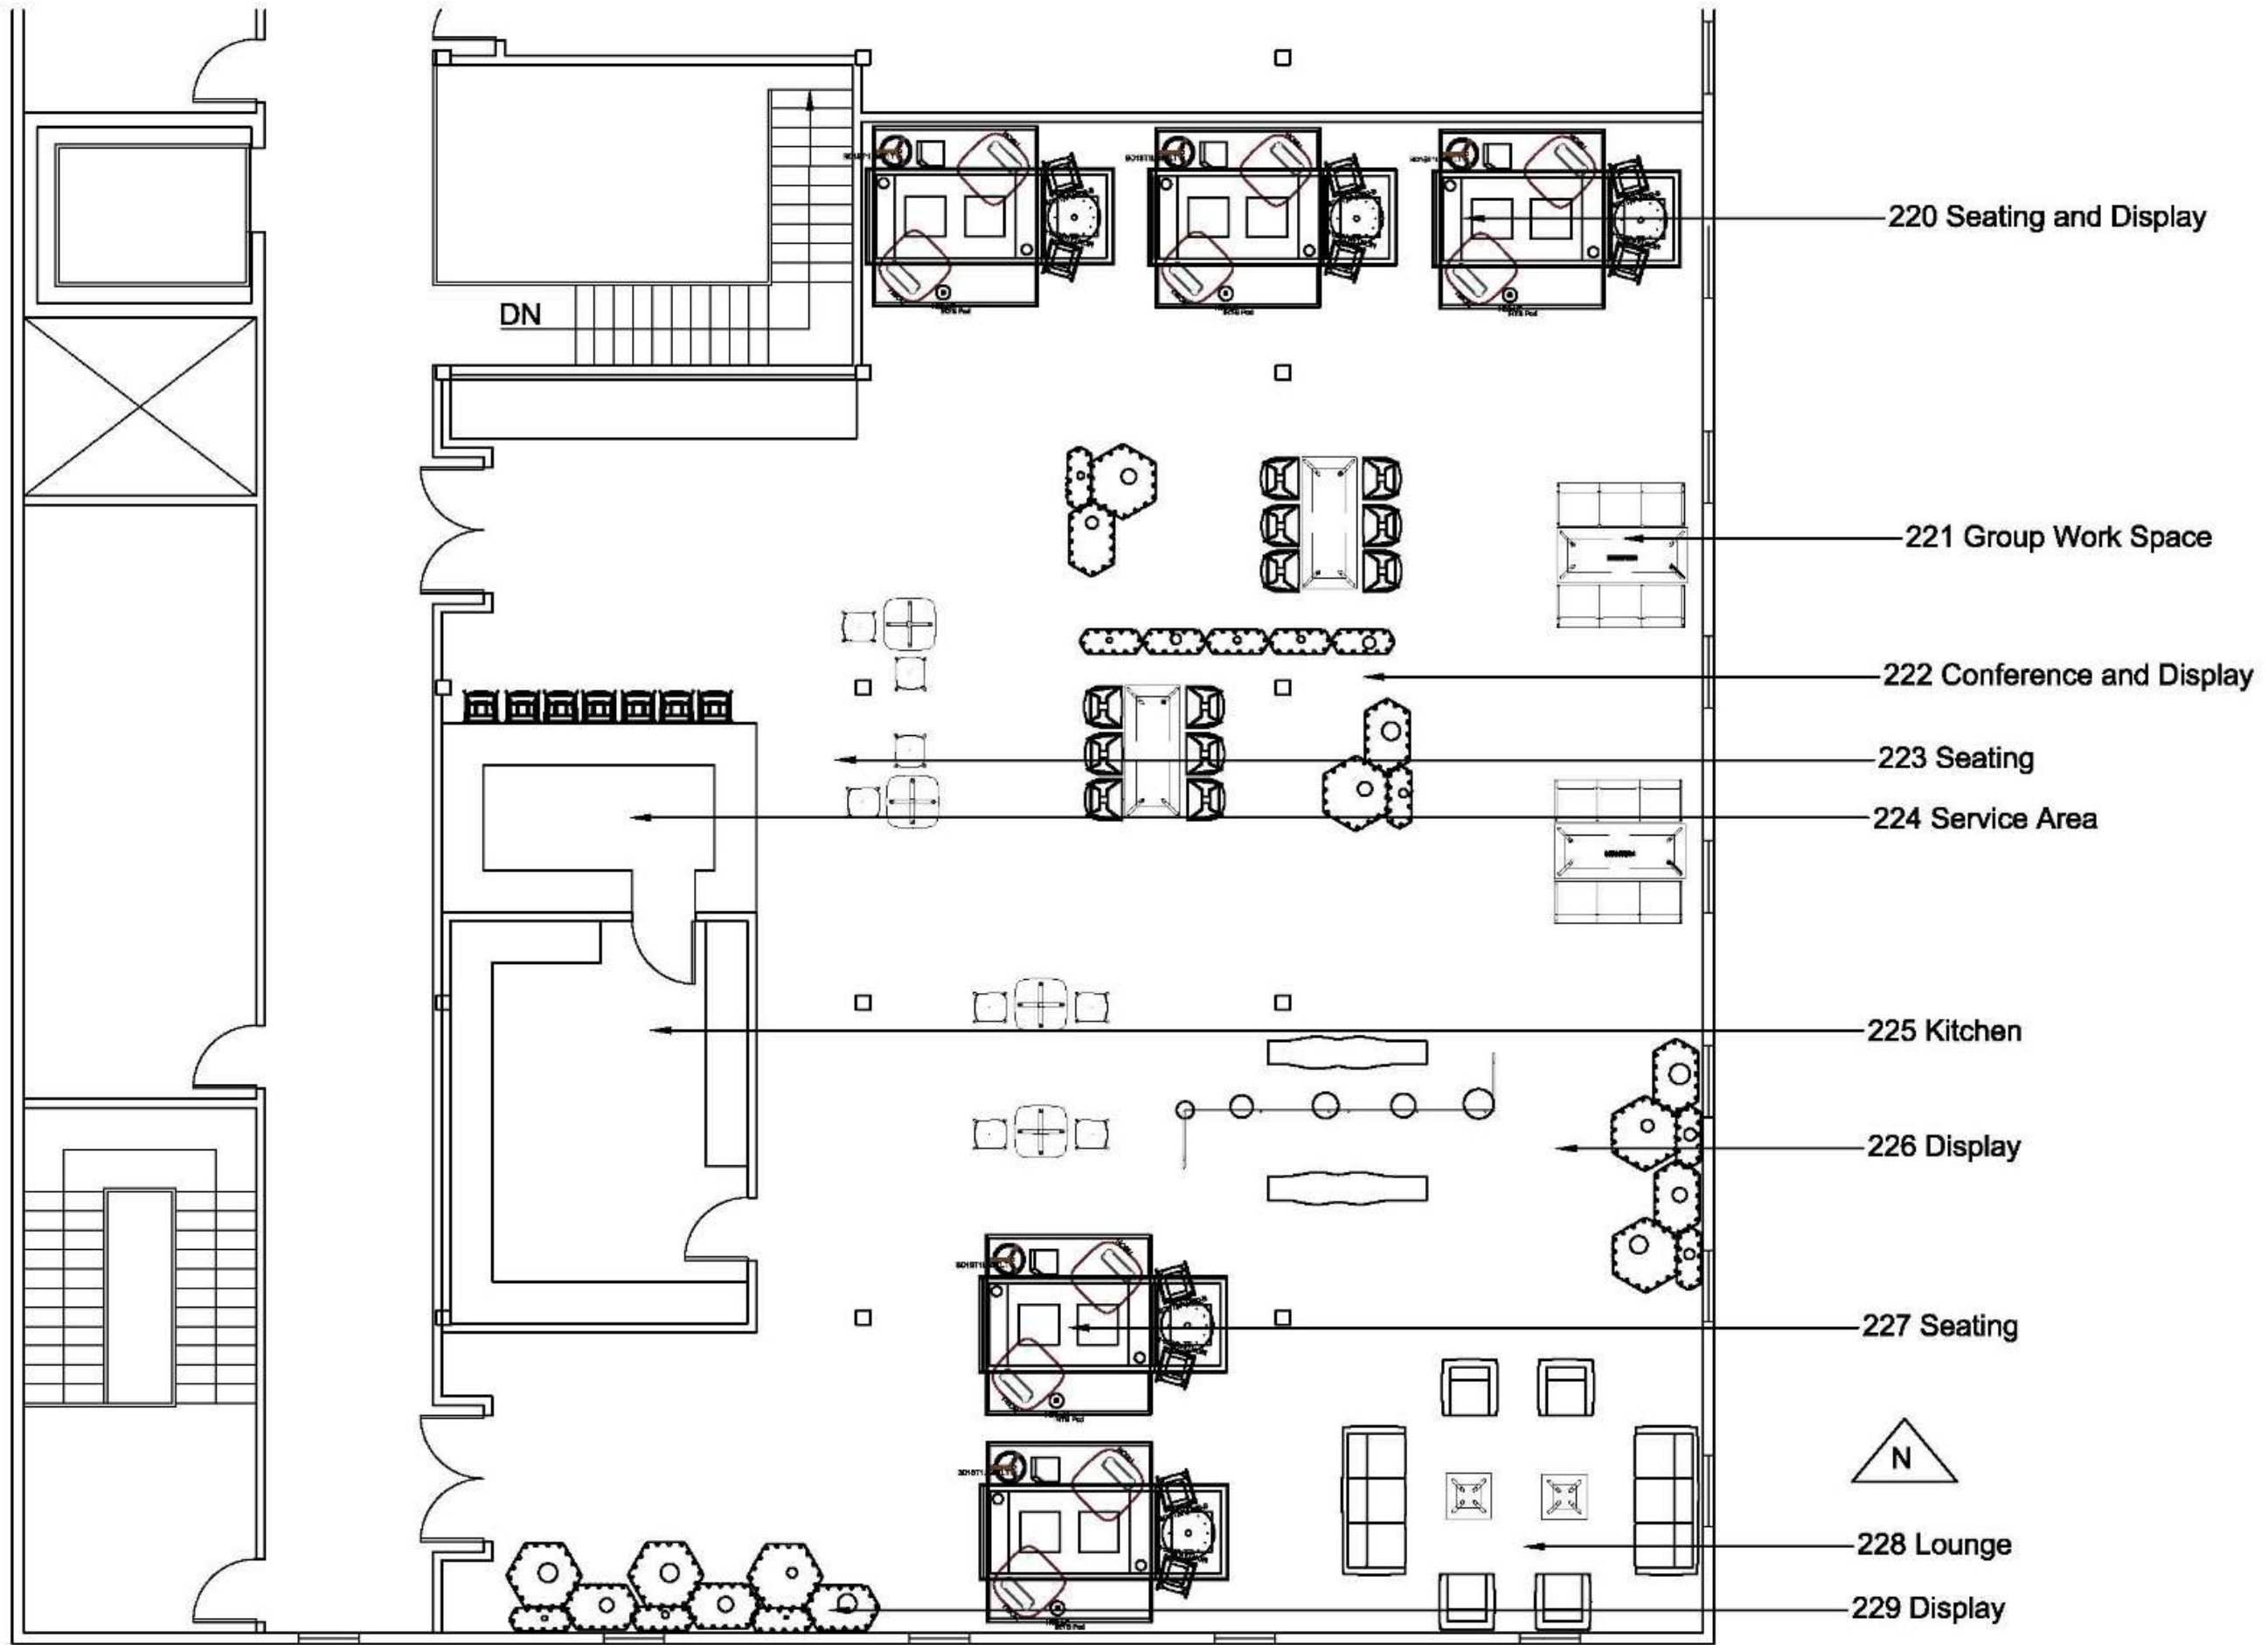 DN
220 Seating and Display
221 Group Work Space
222 Conference and Display
223 Seating
224 Service Area
225 Kitchen
226 Display
227 Seating
N
228 Lounge
229 Display